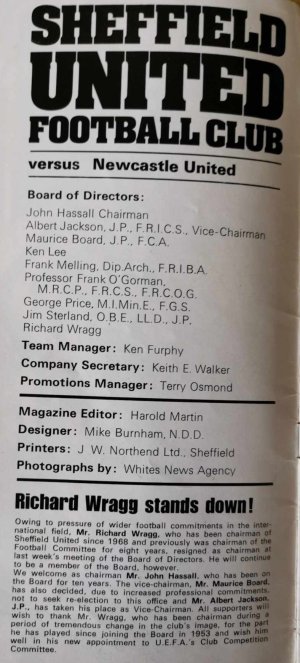 SHEFFIELD
UNITED
FOOTBALL CLUB
versus Newcastle United
Board of Directors:
John Hassall Chairman
Albert Jackson, J.P., F.R.I.C.S., Vice-Chairman
Maurice Board, J.P., F.C.A.
Ken Lee
Frank Melling, Dip.Arch., F.R.I.B.A.
Professor Frank O'Gorman,
M.R.C.P., F.R.C.S., F.R.C.O.G.
George Price, M.I.Min.E., F.G.S.
Jim Sterland, O.B.E., LL.D., J.P.
Richard Wragg
Team Manager: Ken Furphy
Company Secretary: Keith E. Walker
Promotions Manager: Terry Osmond
Magazine Editor: Harold Martin
Designer: Mike Burnham, N.D.D.
Printers: J W. Northend Ltd., Sheffield
Photographs by: Whites News Agency
Richard Wragg stands down!
Owing to pressure of wider football commitments in the inter-
national field, Mr. Richard Wragg, who has been chairman of
Sheffield United since 1968 and previously was chairman of the
Football Committee for eight years, resigned as chairman at
last week's meeting of the Board of Directors. He will continue
to be a member of the Board, however.
We welcome as chairman Mr. John Hassall, who has been on
the Board for ten years. The vice-chairman, Mr. Maurice Board,
has also decided, due to increased professional commitments,
not to seek re-election to this office and Mr. Albert Jackson,
J.P., has taken his place as Vice-Chairman. All supporters will
wish to thank Mr. Wragg, who has been chairman during a
period of tremendous change in the club's image, for the part
he has played since joining the Board in 1953 and wish him
well in his new appointment to U.E.F.A.'s Club Competition
Committee.